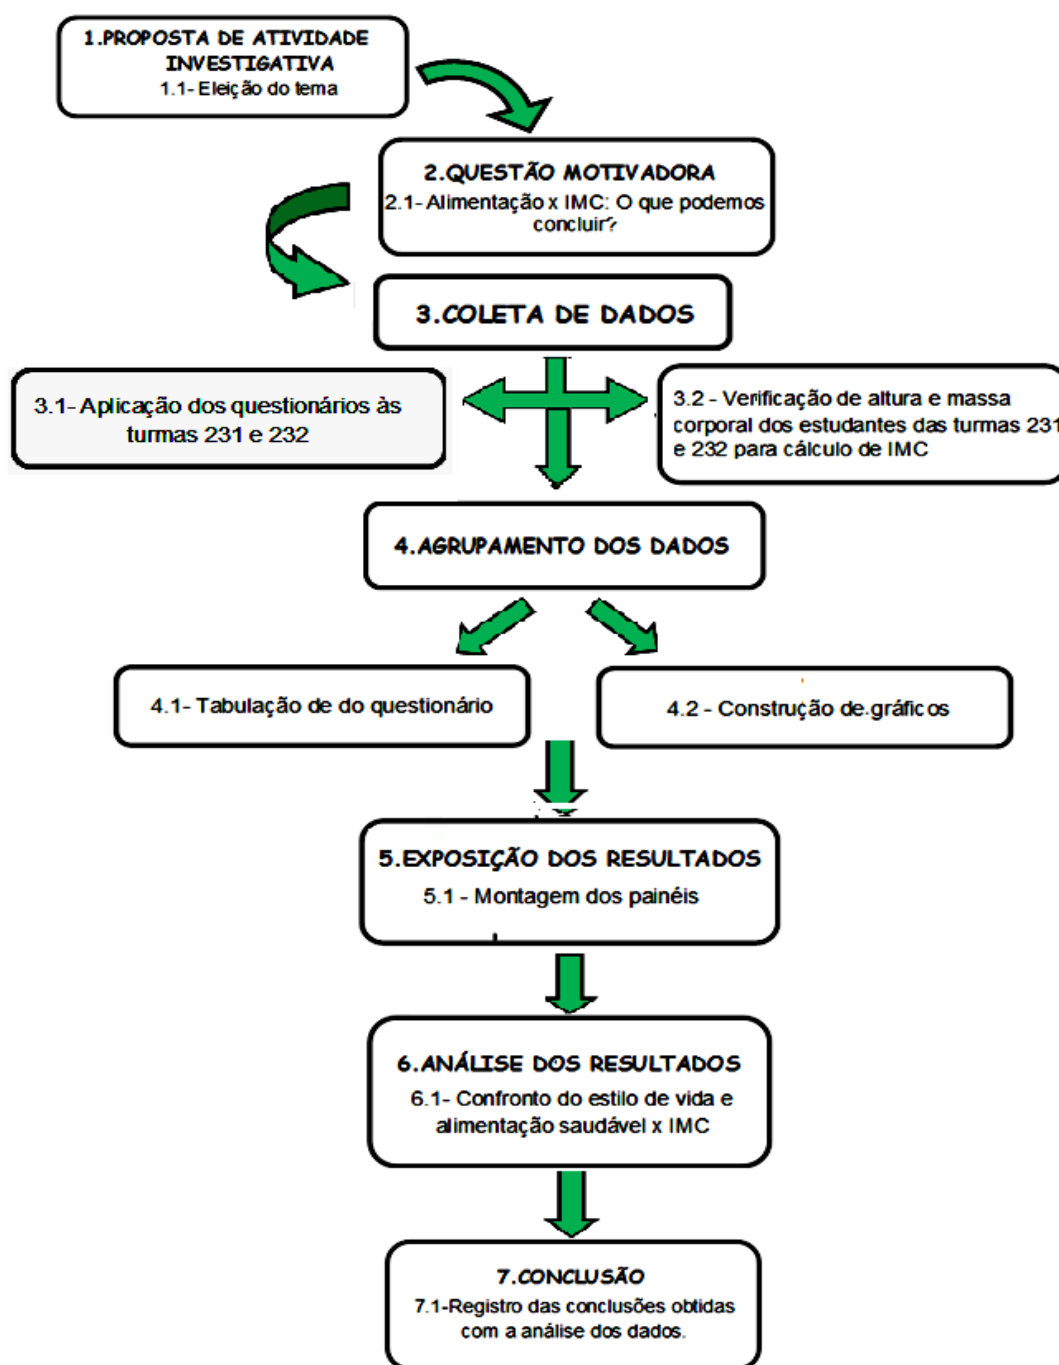 1.PROPOSTA DE ATIVIDADE
INVESTIGATIVA
1.1- Eleição do tema
2.QUESTÃO MOTIVADORA
2.1- Alimentação x IMC: O que podemos
concluir?
3.COLETA DE DADOS
3.1- Aplicação dos questionários às
turmas 231 e 232
3.2 - Verificação de altura e massa
corporal dos estudantes das turmas 231
e 232 para cálculo de IMC
4.AGRUPAMENTO DOS DADOS
4.1- Tabulação de do questionário
4.2 - Construção de gráficos
5.EXPOSIÇÃO DOS RESULTADOS
5.1 - Montagem dos painéis
6.ANÁLISE DOS RESULTADOS
6.1- Confronto do estilo de vida e
alimentação saudável x IMC
7.CONCLUSÃO
7.1-Registro das conclusões obtidas
com a análise dos dados.